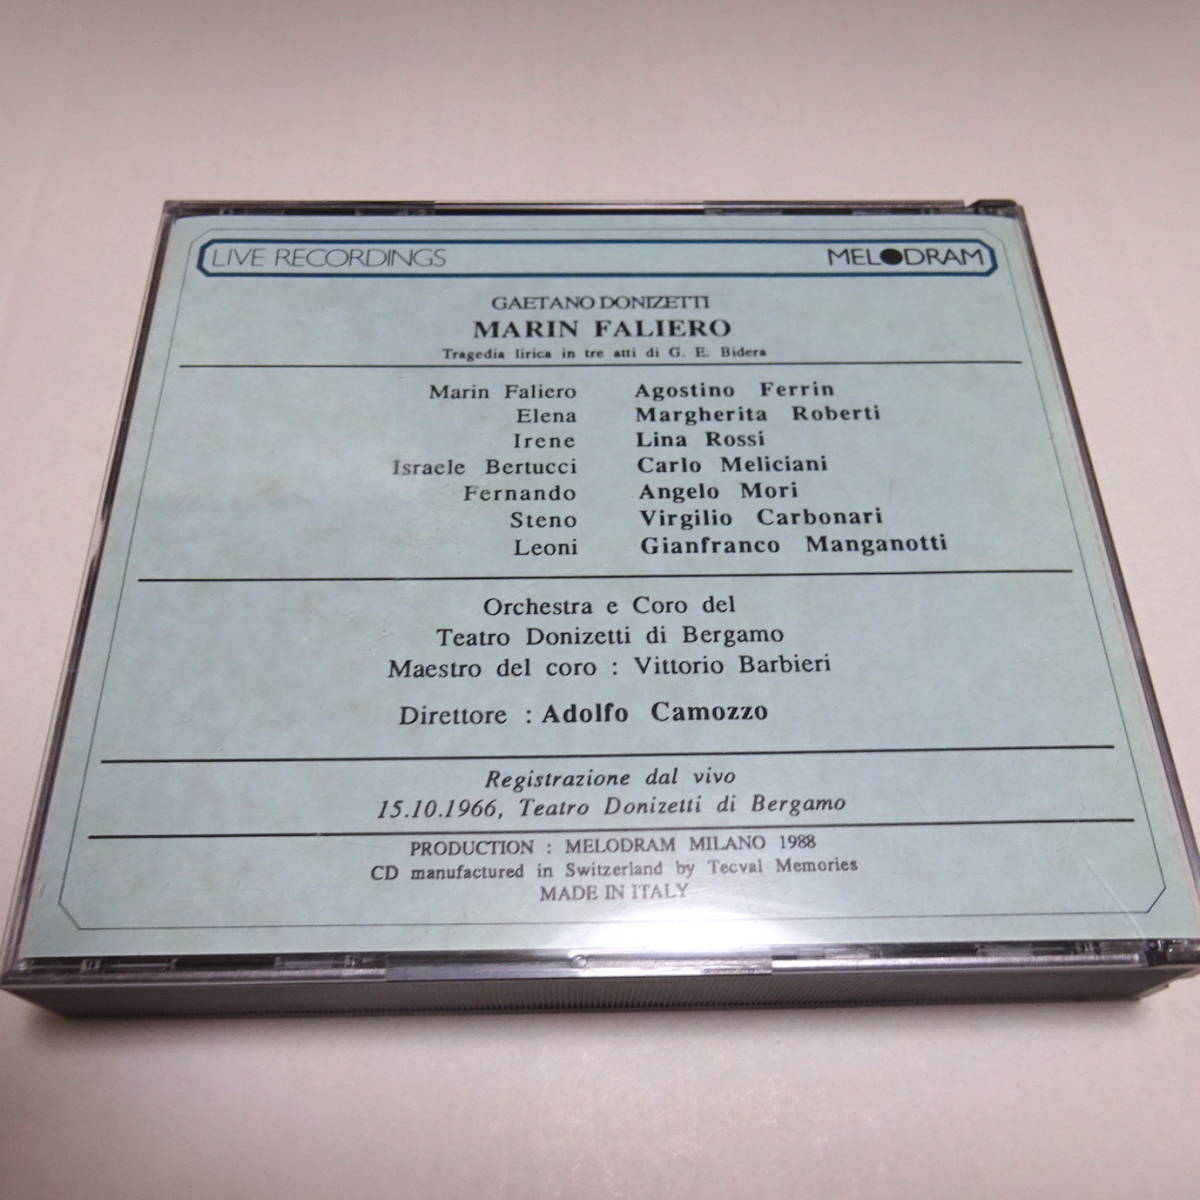 LIVE RECORDINGS MELODRAM
GAETANO DONIZETTI
MARIN FALIERO
Tragedia lirica in tre atti di G. E. Bidera
Marin Faliero Agostino Ferrin
Elena Margherita Roberti
Irene Lina Rossi
Israele Bertucci Carlo Meliciani
Fernando Angelo Mori
Steno Virgilio Carbonari
Leoni Gianfranco Manganotti
Orchestra e Coro del
Teatro Donizetti di Bergamo
Maestro del coro : Vittorio Barbieri
Direttore : Adolfo Camozzo
Registrazione dal vivo
15.10.1966, Teatro Donizetti di Bergamo
PRODUCTION : MELODRAM MILANO 1988
CD manufactured in Switzerland by Tecval Memories
MADE IN ITALY